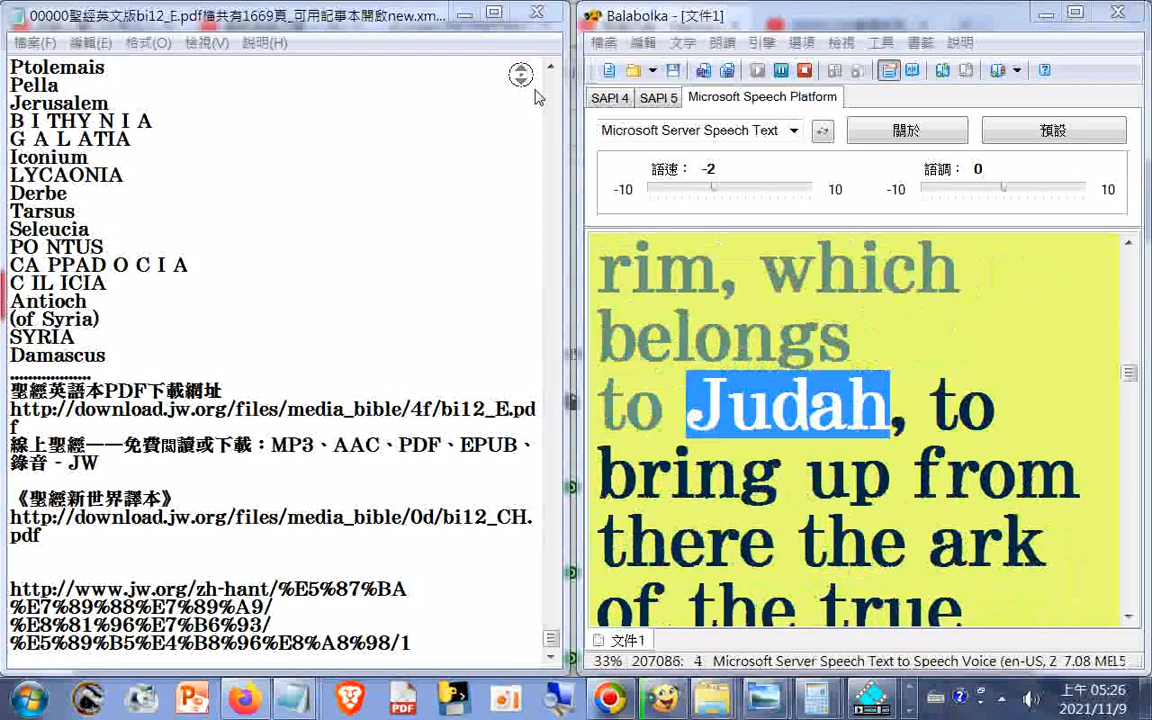 00000聖經英文版bi12_E.pdf檔共有1669頁_可用記事本開啟new.xm...
檔案(F) 編輯(E) 格式(O) 檢視(V) 說明(H)
Ptolemais
Pella
Jerusalem
B I THY N I A
G A L ATIA
Iconium
LYCAONIA
Derbe
Tarsus
Seleucia
PO NTUS
CA PPAD O C I A
C IL ICIA
Antioch
(of Syria)
SYRIA
Damascus
..................
聖經英語本PDF下載網址
http://download.jw.org/files/media_bible/4f/bi12_E.pd
f
線上聖經——免費閱讀或下載：MP3、AAC、PDF、EPUB、
錄音 - JW
《聖經新世界譯本》
http://download.jw.org/files/media_bible/0d/bi12_CH.
pdf
http://www.jw.org/zh-hant/%E5%87%BA
%E7%89%88%E7%89%A9/
%E8%81%96%E7%B6%93/
%E5%89%B5%E4%B8%96%E8%A8%98/1
Balabolka - [文件1]
檔案 編輯 文字 朗讀 引擎 選項 檢視 工具 書籤 說明
SAPI 4 SAPI 5 Microsoft Speech Platform
Microsoft Server Speech Text 關於 預設
語速： -2 語調： 0
-10 10 -10 10
rim, which
belongs
to Judah, to
bring up from
there the ark
of the true
文件1
33% 207086: 4 Microsoft Server Speech Text to Speech Voice (en-US, Z 7.08 MEL5
PDF
上午 05:26
2021/11/9